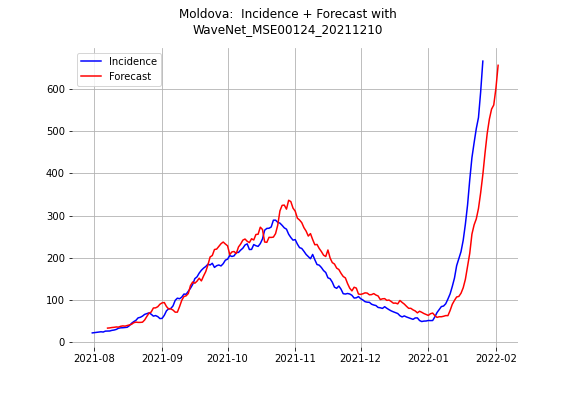 Moldova:  Incidence + Forecast with
WaveNet_MSE00124_20211210
Incidence
Forecast
600
500
400
300
200
100
0
2021-08 2021-09 2021-10 2021-11 2021-12 2022-01 2022-02